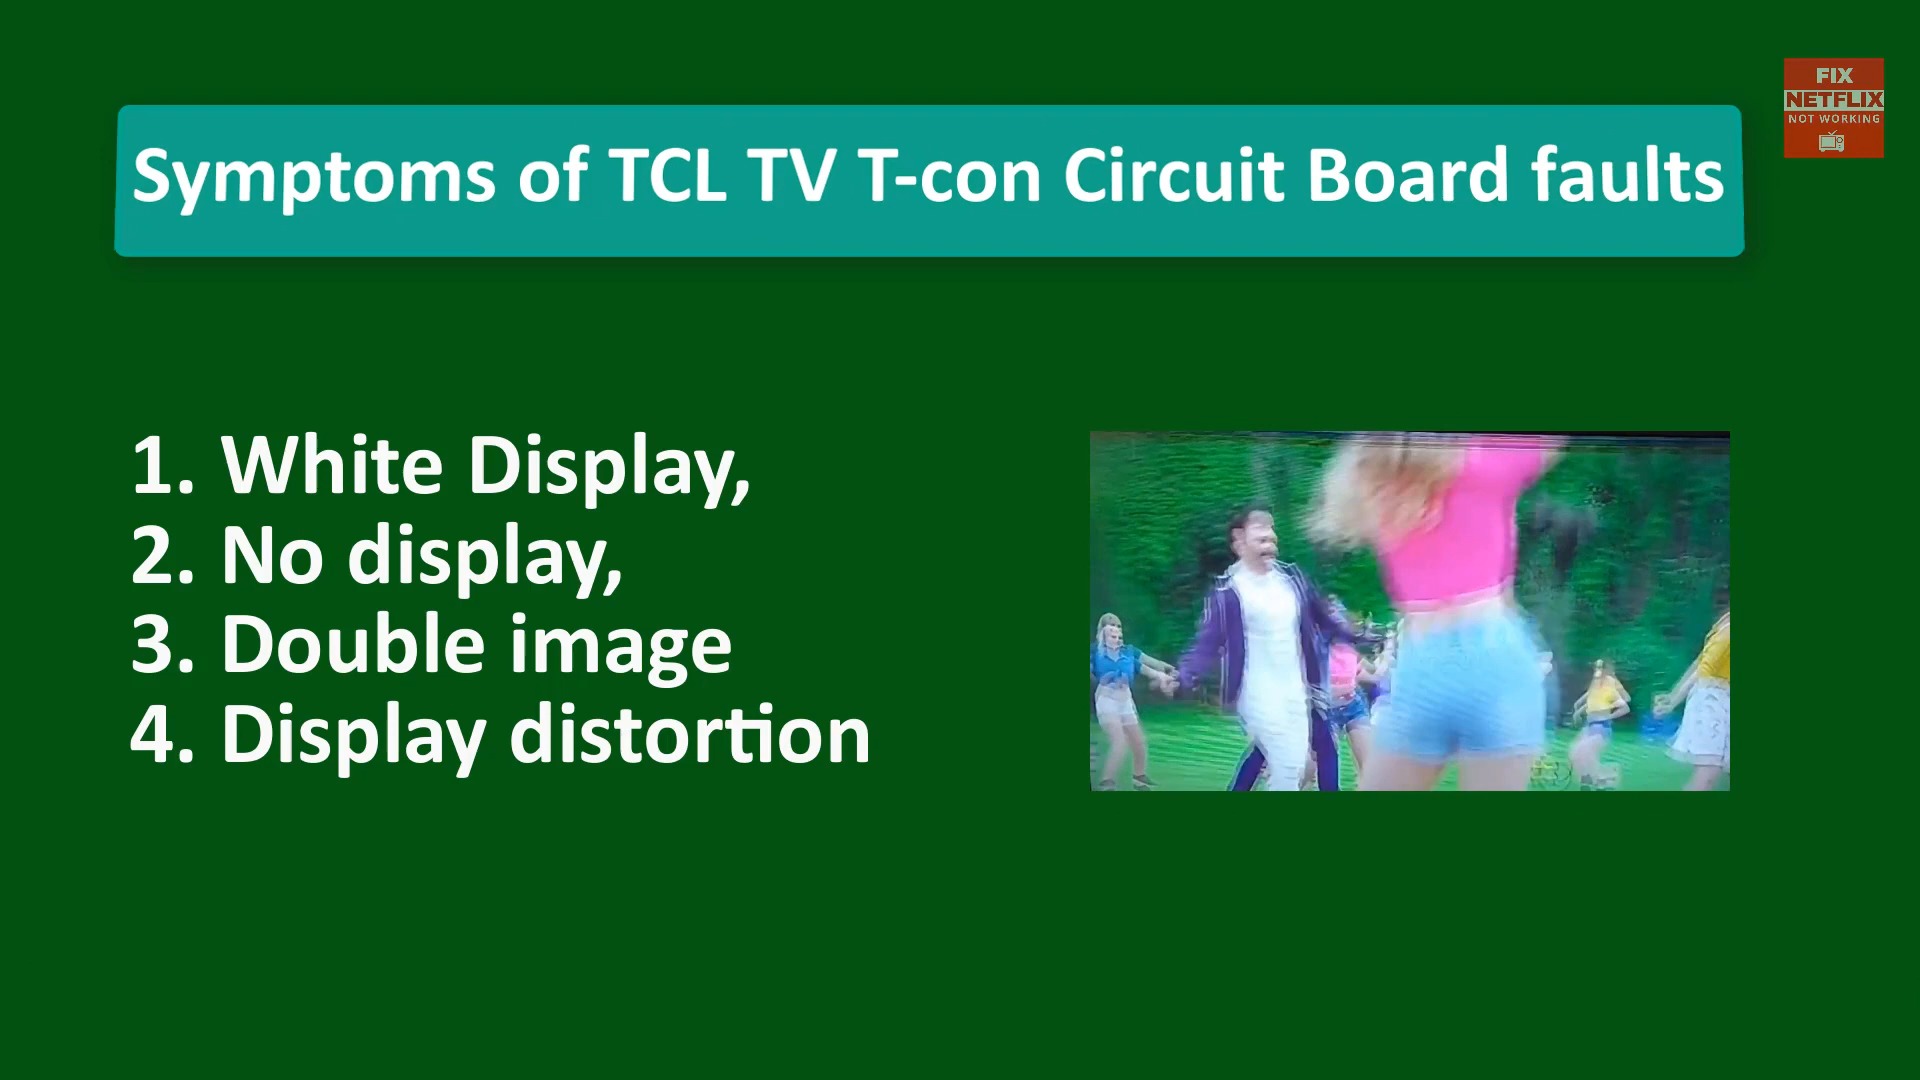 Symptoms of TCL TV T-con Circuit Board faults
FIX
NETFLIX
NOT WORKING
1. White Display,
2. No display,
3. Double image
4. Display distortion